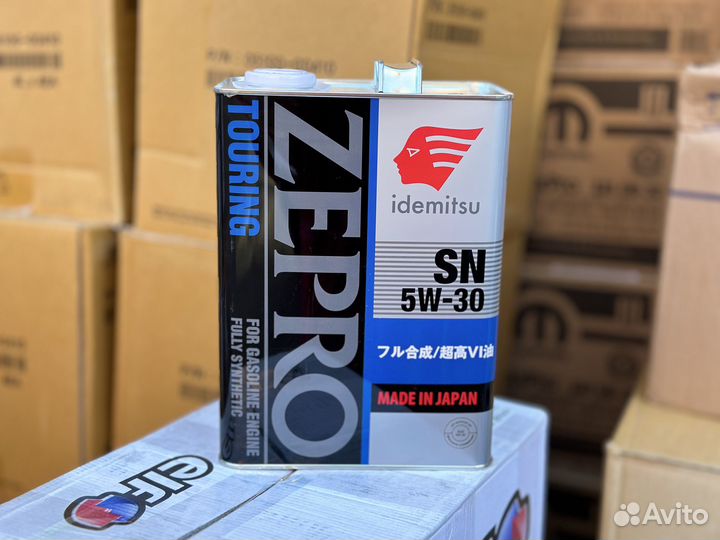 TOURING
ZEPRO
FOR GASOLINE ENGINE
FULLY SYNTHETIC
idemitsu
SN
5W-30
フル合成/超高VI油
MADE IN JAPAN
elf
Avito